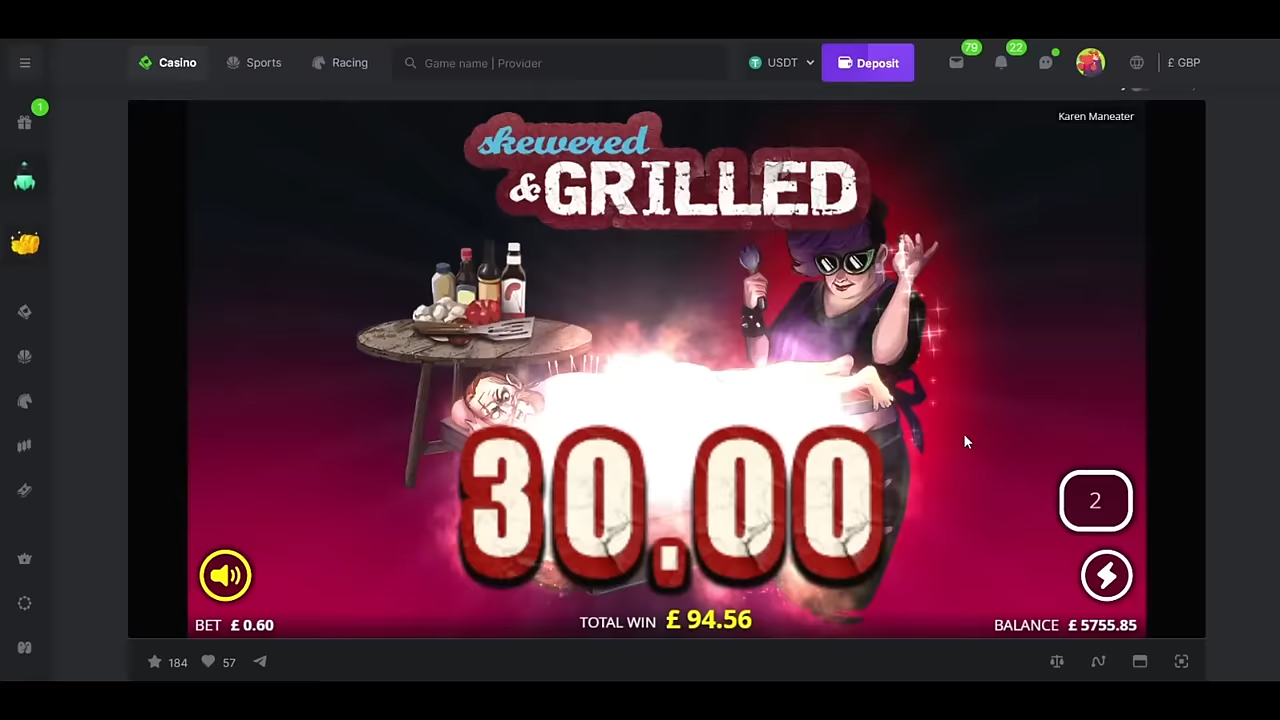 Casino
Sports
Racing
Game name | Provider
USDT
Deposit
79
22
£ GBP
1
Karen Maneater
skewered
& GRILLED
30.00
2
BET £ 0.60
TOTAL WIN £ 94.56
BALANCE £ 5755.85
184
57